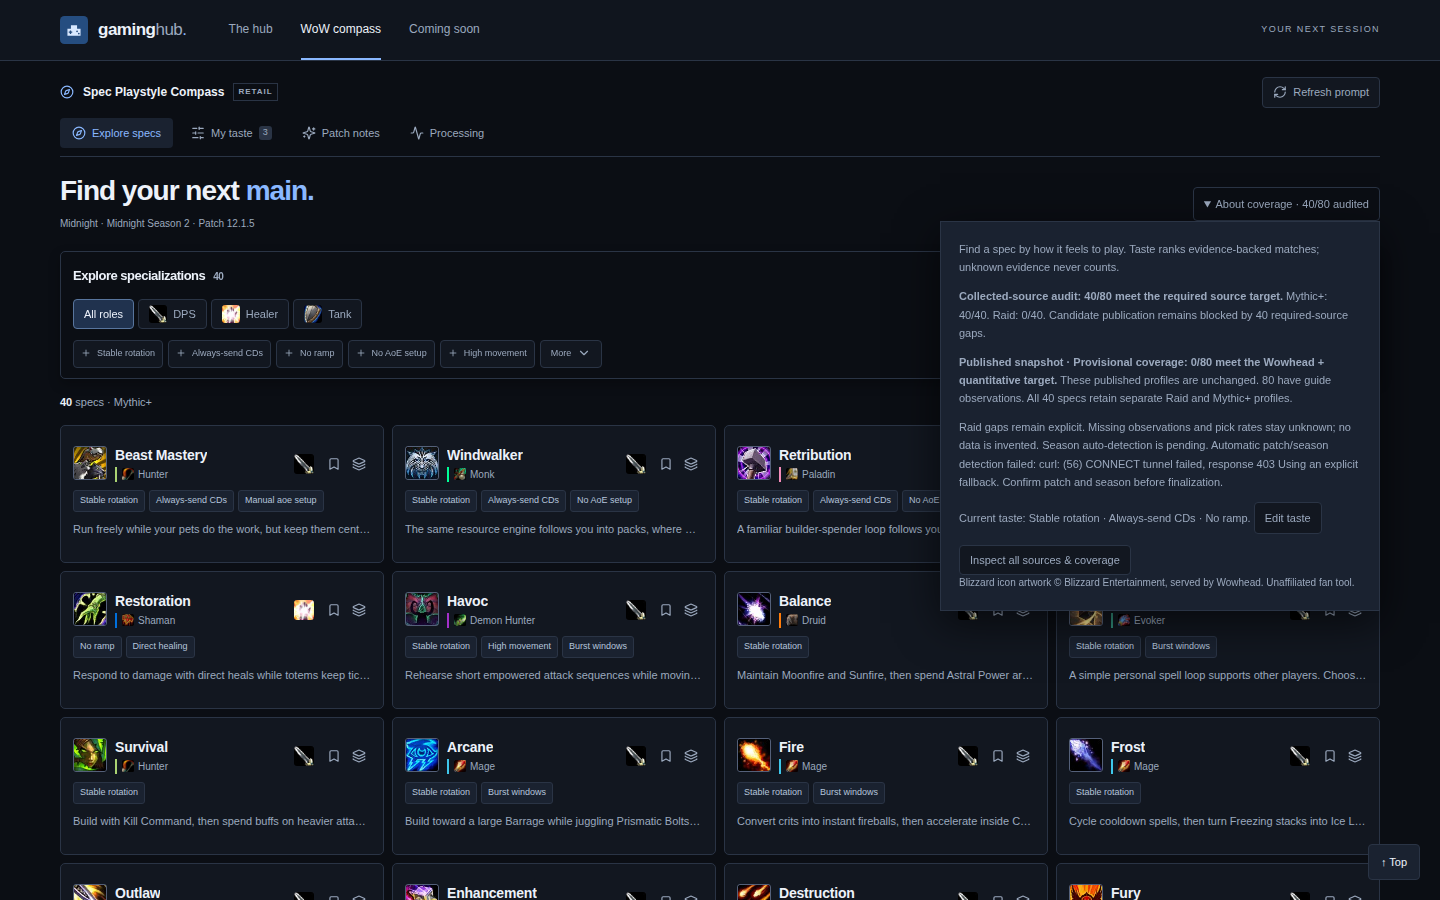 gaminghub.
The hub
WoW compass
Coming soon
YOUR NEXT SESSION
Spec Playstyle Compass
RETAIL
Refresh prompt
Explore specs
My taste 3
Patch notes
Processing
Find your next main.
▼ About coverage · 40/80 audited
Midnight · Midnight Season 2 · Patch 12.1.5
Find a spec by how it feels to play. Taste ranks evidence-backed matches;
unknown evidence never counts.
Collected-source audit: 40/80 meet the required source target. Mythic+:
40/40. Raid: 0/40. Candidate publication remains blocked by 40 required-source
gaps.
Published snapshot · Provisional coverage: 0/80 meet the Wowhead +
quantitative target. These published profiles are unchanged. 80 have guide
observations. All 40 specs retain separate Raid and Mythic+ profiles.
Raid gaps remain explicit. Missing observations and pick rates stay unknown; no
data is invented. Season auto-detection is pending. Automatic patch/season
detection failed: curl: (56) CONNECT tunnel failed, response 403 Using an explicit
fallback. Confirm patch and season before finalization.
Current taste: Stable rotation · Always-send CDs · No ramp. Edit taste
Inspect all sources & coverage
Blizzard icon artwork © Blizzard Entertainment, served by Wowhead. Unaffiliated fan tool.
Explore specializations 40
All roles
DPS
Healer
Tank
+ Stable rotation
+ Always-send CDs
+ No ramp
+ No AoE setup
+ High movement
More
40 specs · Mythic+
Beast Mastery
Hunter
Stable rotation
Always-send CDs
Manual aoe setup
Run freely while your pets do the work, but keep them cent…
Windwalker
Monk
Stable rotation
Always-send CDs
No AoE setup
The same resource engine follows you into packs, where …
Retribution
Paladin
Stable rotation
Always-send CDs
No AoE
A familiar builder-spender loop follows you
Restoration
Shaman
No ramp
Direct healing
Respond to damage with direct heals while totems keep tic…
Havoc
Demon Hunter
Stable rotation
High movement
Burst windows
Rehearse short empowered attack sequences while movin…
Balance
Druid
Stable rotation
Maintain Moonfire and Sunfire, then spend Astral Power ar…
Evoker
Stable rotation
Burst windows
A simple personal spell loop supports other players. Choos…
Survival
Hunter
Stable rotation
Build with Kill Command, then spend buffs on heavier atta…
Arcane
Mage
Stable rotation
Burst windows
Build toward a large Barrage while juggling Prismatic Bolts…
Fire
Mage
Stable rotation
Burst windows
Convert crits into instant fireballs, then accelerate inside C…
Frost
Mage
Stable rotation
Cycle cooldown spells, then turn Freezing stacks into Ice L…
↑ Top
Outlaw
Enhancement
Destruction
Fury